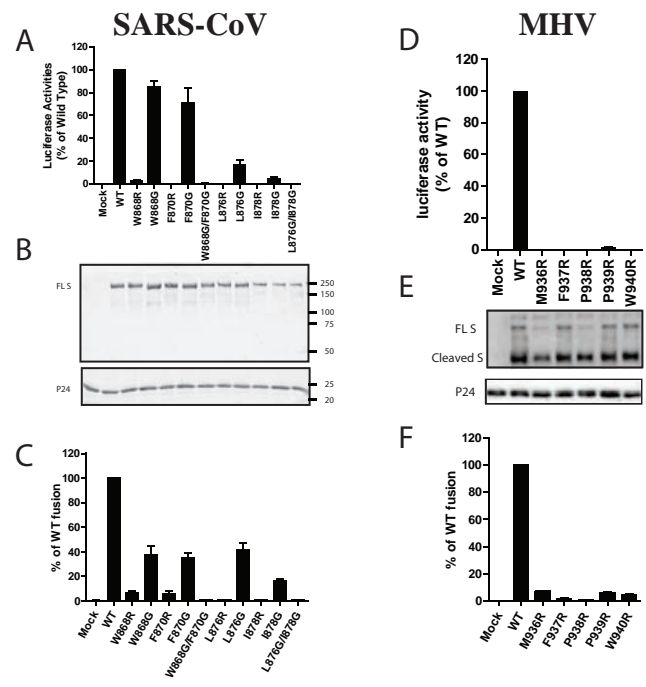 SARS-CoV
MHV
A
Luciferase Activities
(% of Wild Type)
120
100
80
60
40
20
0
Mock
WT
W868R
W868G
F870R
F870G
W868G/F870G
L876R
L876G
I878R
I878G
L876G/I878G
B
FL S
250
150
100
75
50
P24
25
20
C
% of WT fusion
120
100
80
60
40
20
0
Mock
WT
W868R
W868G
F870R
F870G
W868G/F870G
L876R
L876G
I878R
I878G
L876G/I878G
D
luciferase activity
(% of WT)
120
100
80
60
40
20
0
Mock
WT
M936R
F937R
P938R
P939R
W940R
E
FL S
Cleaved S
P24
F
% of WT fusion
120
100
80
60
40
20
0
Mock
WT
M936R
F937R
P938R
P939R
W940R